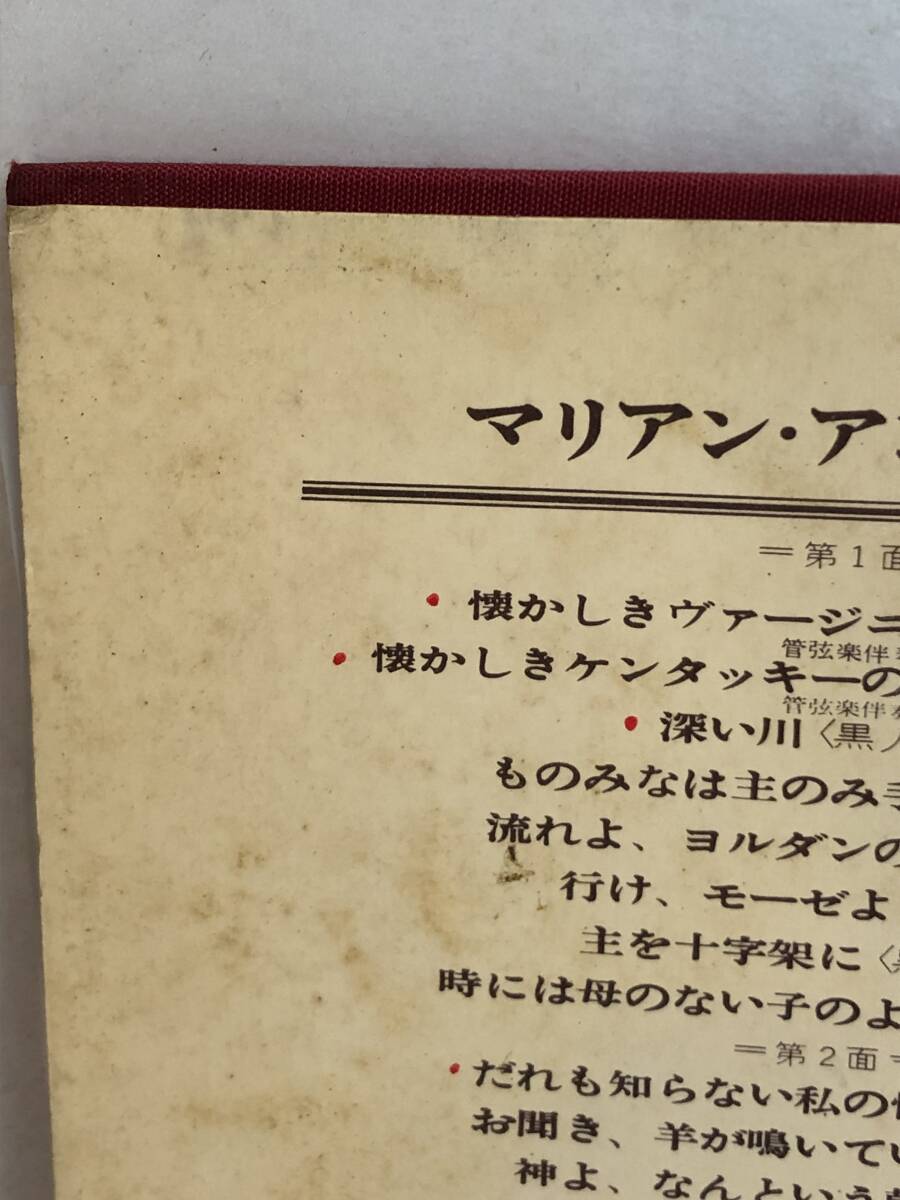 マリアン・ア
＝第1面
・懐かしきヴァージニ
管弦楽伴
・懐かしきケンタッキーの
管弦楽伴
・深い川〈黒人
ものみなは主のみ手
流れよ、ヨルダンの
行け、モーゼよ
主を十字架に〈
時には母のない子のよ
＝第2面＝
・だれも知らない私の
お聞き、羊が鳴いてい
神よ、なんという